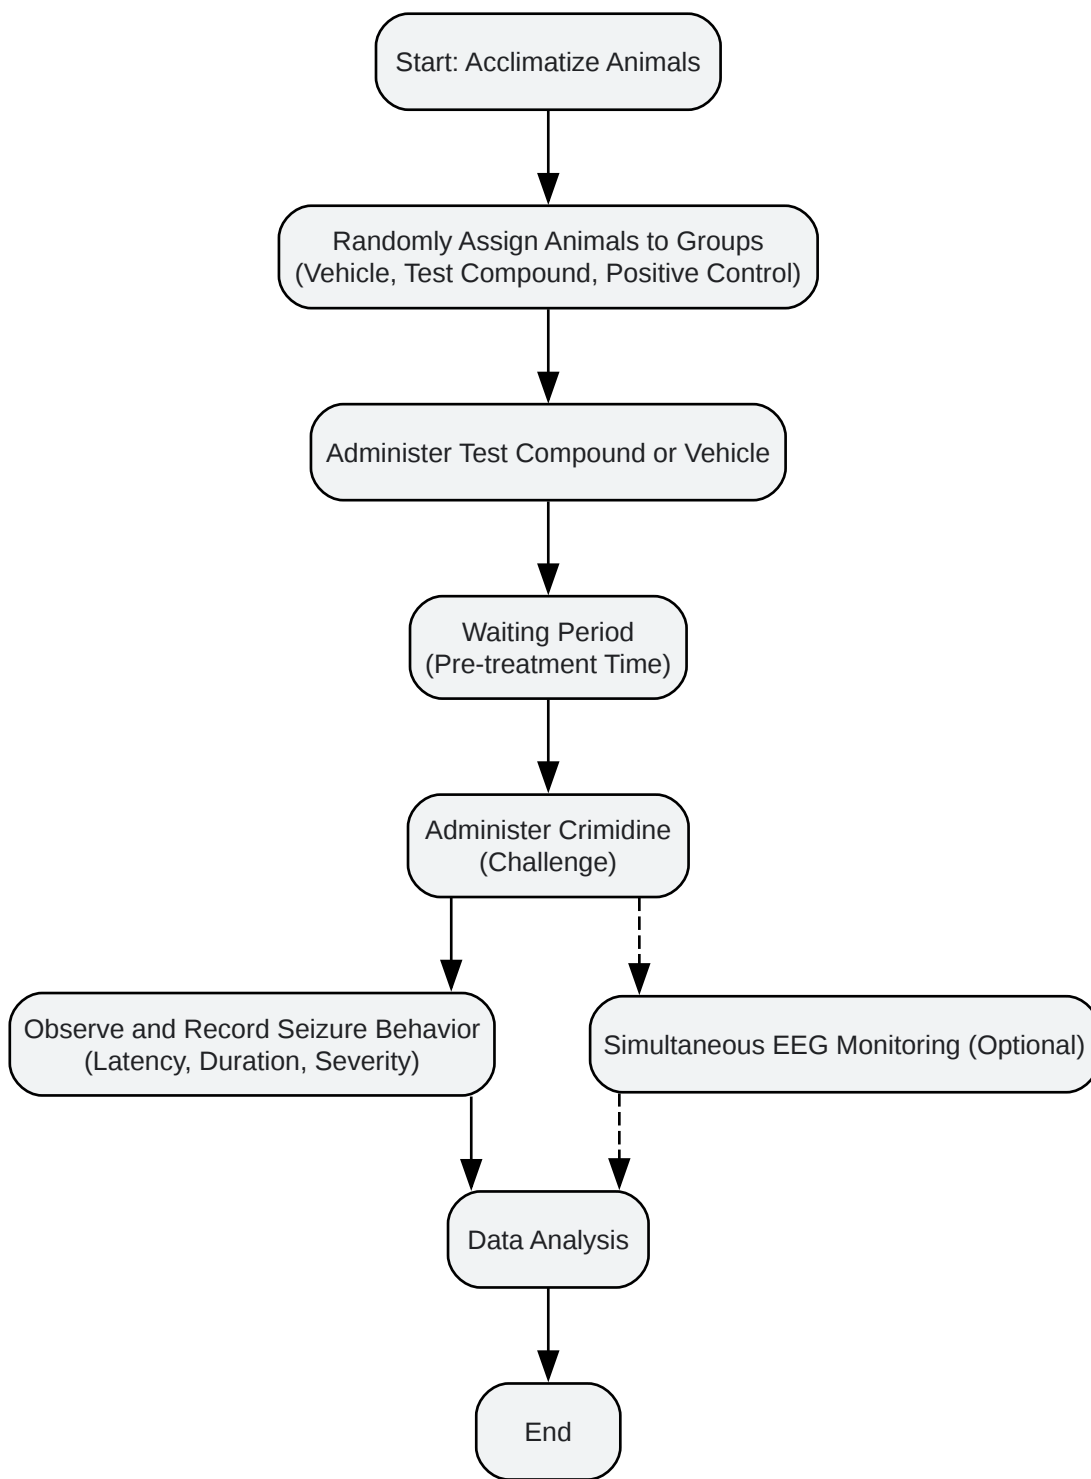 Start: Acclimatize Animals
Randomly Assign Animals to Groups
(Vehicle, Test Compound, Positive Control)
Administer Test Compound or Vehicle
Waiting Period
(Pre-treatment Time)
Administer Crimidine
(Challenge)
Observe and Record Seizure Behavior
(Latency, Duration, Severity)
Simultaneous EEG Monitoring (Optional)
Data Analysis
End